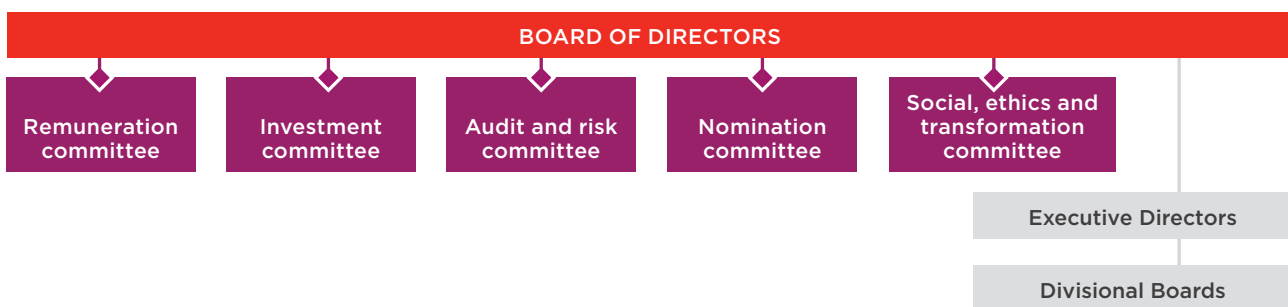 BOARD OF DIRECTORS
Remuneration
committee
Investment
committee
Audit and risk
committee
Nomination
committee
Social, ethics and
transformation
committee
Executive Directors
Divisional Boards